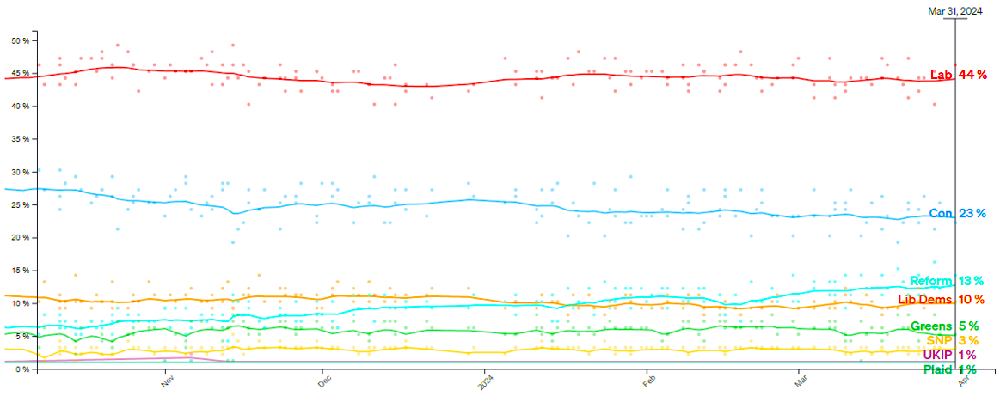 Mar 31, 2024
50 %
45 %
40 %
35 %
30 %
25 %
20 %
15 %
10 %
5 %
0 %
Lab 44 %
Con 23 %
Reform 13 %
Lib Dems 10 %
Greens 5 %
SNP 3 %
UKIP 1 %
Plaid 1 %
Nov
Dec
2024
Feb
Mar
Apr